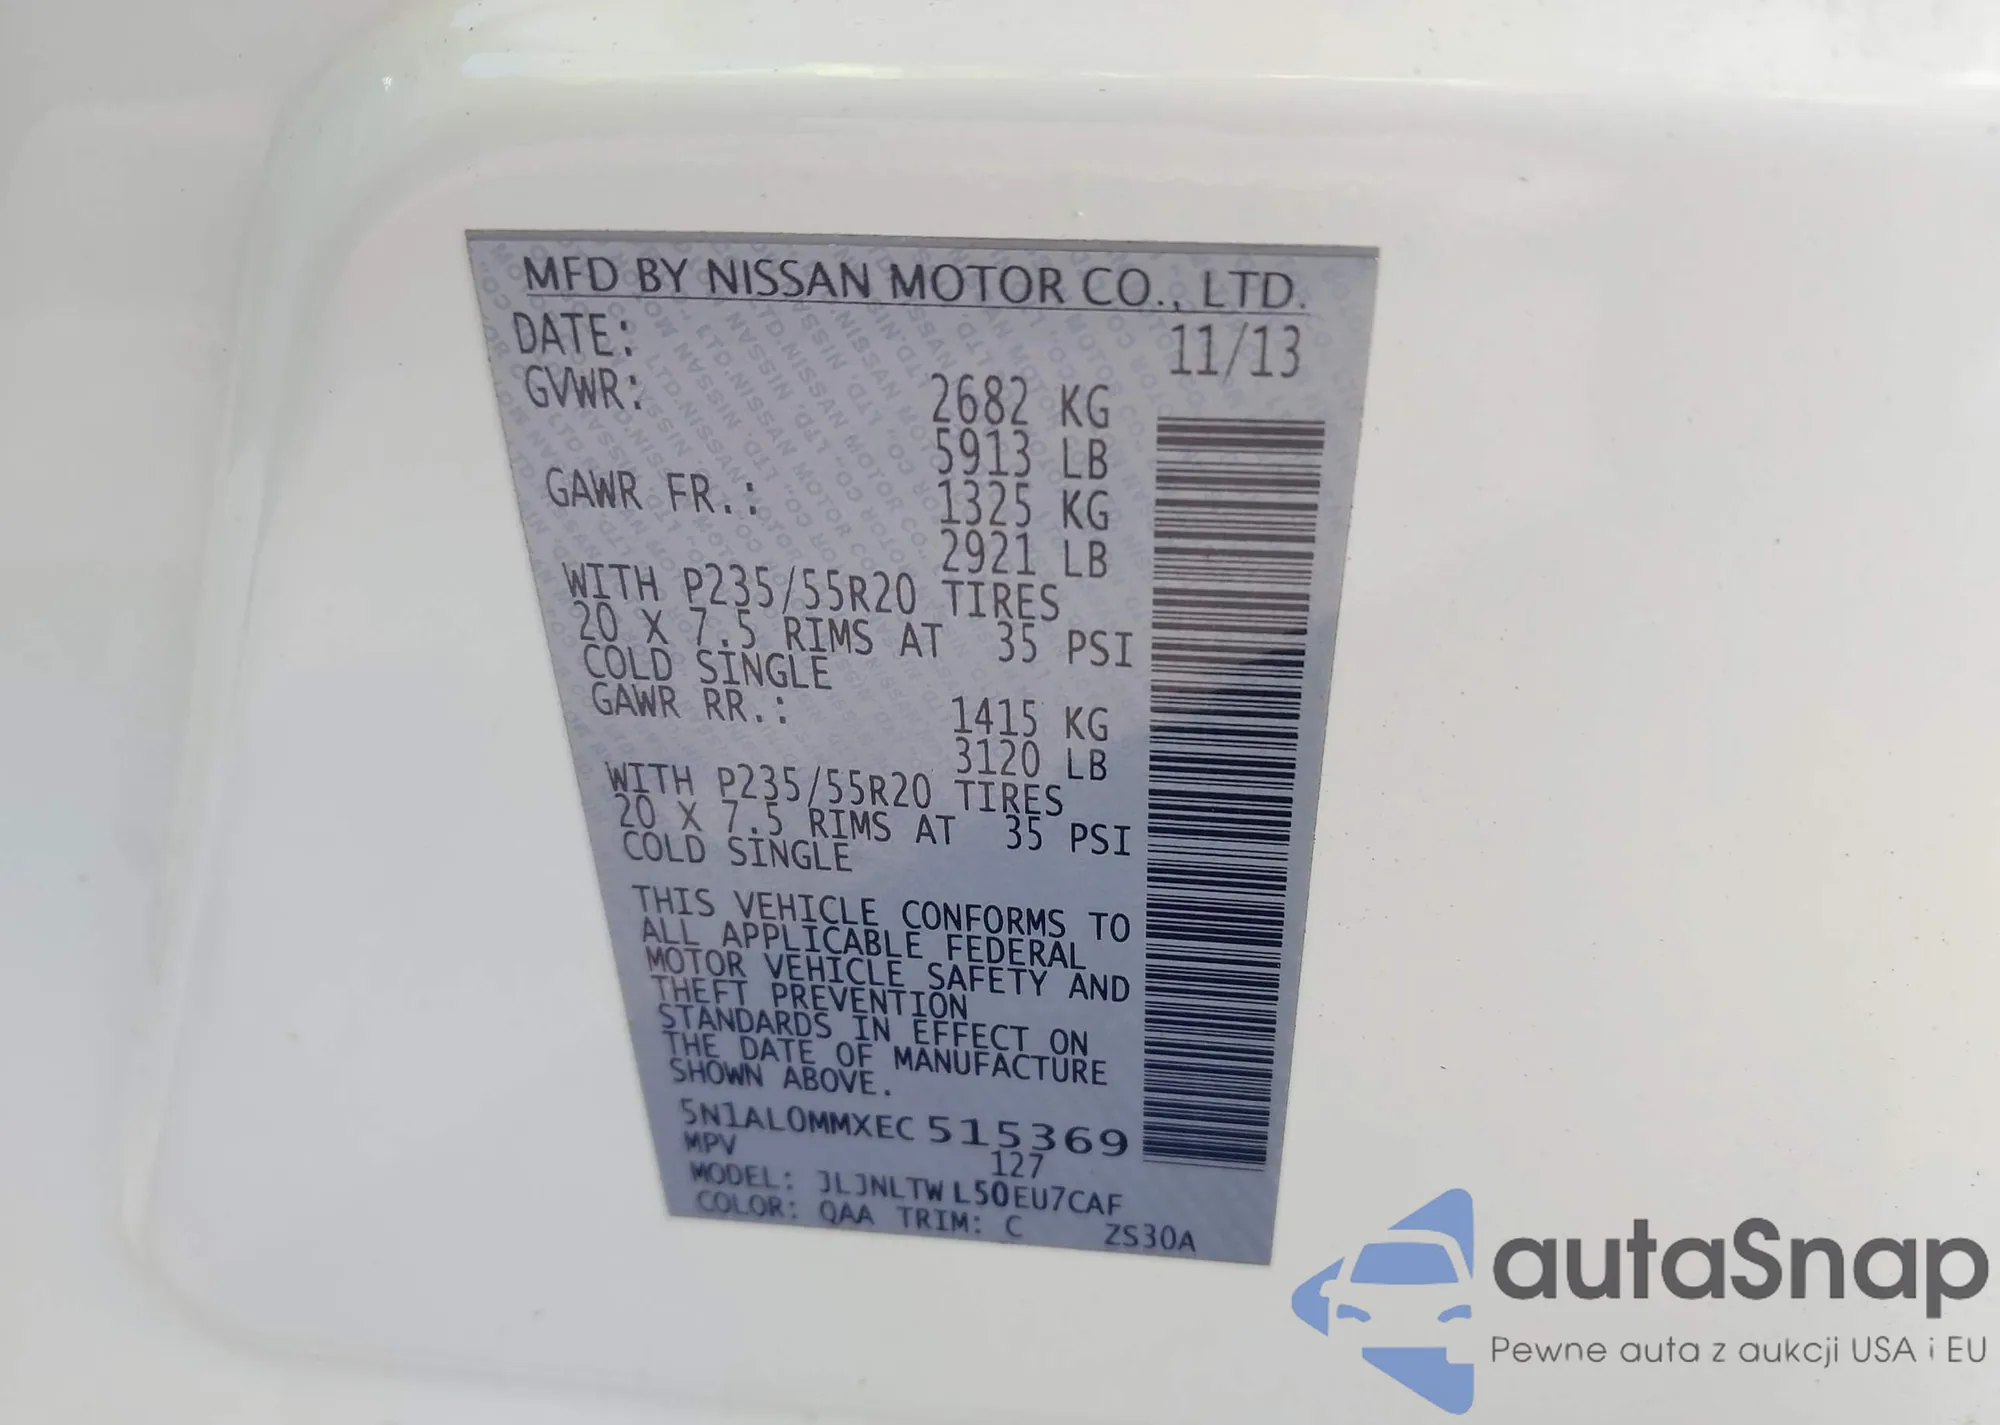 MFD BY NISSAN MOTOR CO., LTD.
DATE: 11/13
GVWR: 2682 KG
5913 LB
GAWR FR.: 1325 KG
2921 LB
WITH P235/55R20 TIRES
20 X 7.5 RIMS AT 35 PSI
COLD SINGLE
GAWR RR.: 1415 KG
3120 LB
WITH P235/55R20 TIRES
20 X 7.5 RIMS AT 35 PSI
COLD SINGLE
THIS VEHICLE CONFORMS TO
ALL APPLICABLE FEDERAL
MOTOR VEHICLE SAFETY AND
THEFT PREVENTION
STANDARDS IN EFFECT ON
THE DATE OF MANUFACTURE
SHOWN ABOVE.
5N1AL0MMXEC515369
MPV 127
MODEL: JLJNLTW L50EU7CAF
COLOR: QAA TRIM: C ZS30A
autaSnap
Pewne auta z aukcji USA i EU